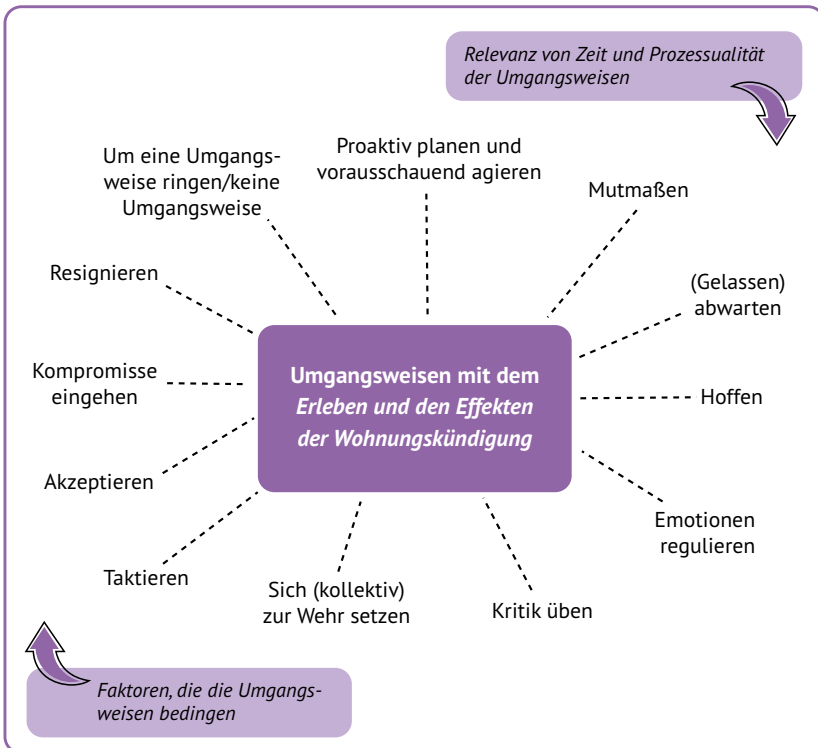 Relevanz von Zeit und Prozessualität
der Umgangsweisen
Proaktiv planen und
vorausschauend agieren
Um eine Umgangs-
weise ringen/keine
Umgangsweise
Mutmaßen
Resignieren
(Gelassen)
abwarten
Kompromisse
eingehen
Umgangsweisen mit dem
Erleben und den Effekten
der Wohnungskündigung
Hoffen
Akzeptieren
Emotionen
regulieren
Taktieren
Sich (kollektiv)
zur Wehr setzen
Kritik üben
Faktoren, die die Umgangs-
weisen bedingen